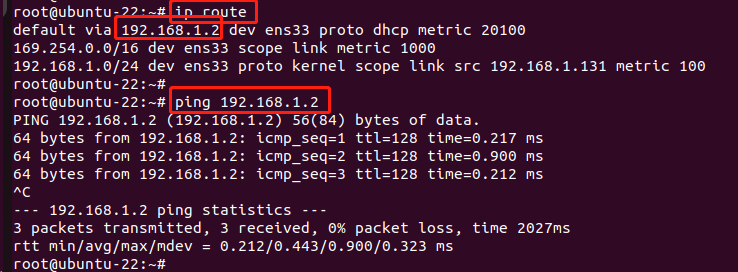 root@ubuntu-22:~# ip route
default via 192.168.1.2 dev ens33 proto dhcp metric 20100
169.254.0.0/16 dev ens33 scope link metric 1000
192.168.1.0/24 dev ens33 proto kernel scope link src 192.168.1.131 metric 100
root@ubuntu-22:~#
root@ubuntu-22:~# ping 192.168.1.2
PING 192.168.1.2 (192.168.1.2) 56(84) bytes of data.
64 bytes from 192.168.1.2: icmp_seq=1 ttl=128 time=0.217 ms
64 bytes from 192.168.1.2: icmp_seq=2 ttl=128 time=0.900 ms
64 bytes from 192.168.1.2: icmp_seq=3 ttl=128 time=0.212 ms
^C
--- 192.168.1.2 ping statistics ---
3 packets transmitted, 3 received, 0% packet loss, time 2027ms
rtt min/avg/max/mdev = 0.212/0.443/0.900/0.323 ms
root@ubuntu-22:~#